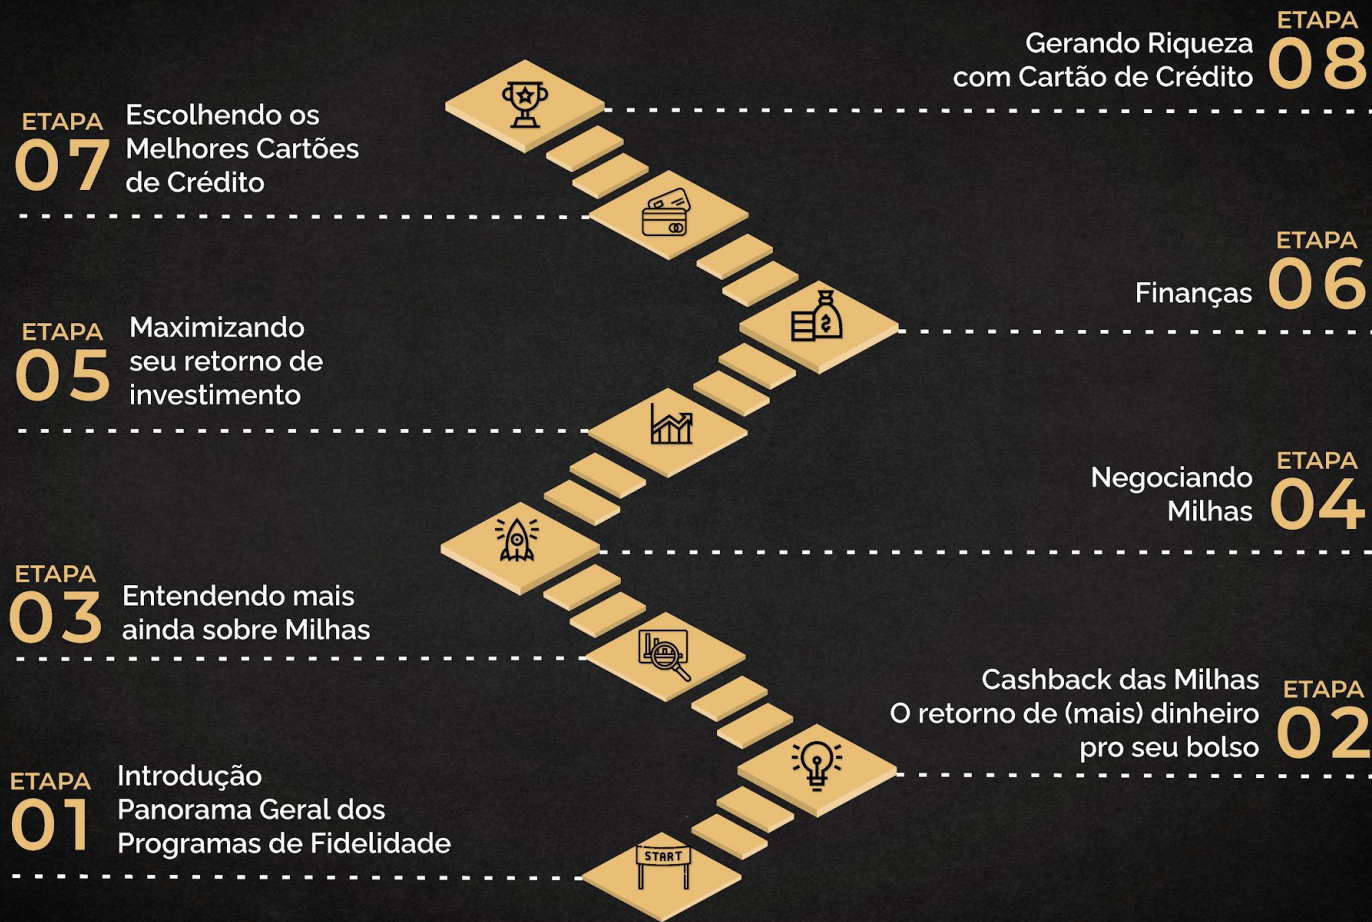 ETAPA
08
Gerando Riqueza
com Cartão de Crédito
ETAPA
07
Escolhendo os
Melhores Cartões
de Crédito
ETAPA
06
Finanças
ETAPA
05
Maximizando
seu retorno de
investimento
ETAPA
04
Negociando
Milhas
ETAPA
03
Entendendo mais
ainda sobre Milhas
ETAPA
02
Cashback das Milhas
O retorno de (mais) dinheiro
pro seu bolso
ETAPA
01
Introdução
Panorama Geral dos
Programas de Fidelidade
START